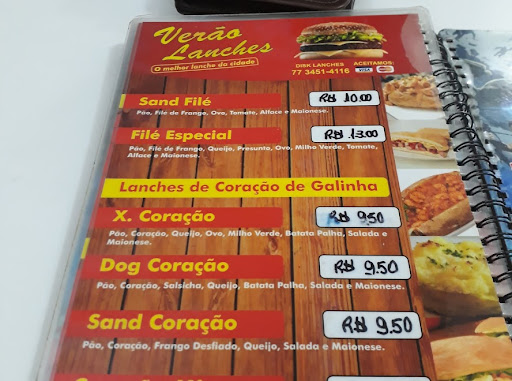 Verão
Lanches
O melhor lanche da cidade
DISK LANCHES
77 3451-4116
ACEITAMOS:
VISA
Sand Filé
R$ 10.00
Pão, Filé de Frango, Ovo, Tomate, Alface e Maionese.
Filé Especial
R$ 13.00
Pão, Filé de Frango, Queijo, Presunto, Ovo, Milho Verde, Tomate,
Alface e Maionese.
Lanches de Coração de Galinha
X. Coração
R$ 9,50
Pão, Coração, Queijo, Ovo, Milho Verde, Batata Palha, Salada e
Maionese.
Dog Coração
R$ 9.50
Pão, Coração, Salsicha, Queijo, Batata Palha, Salada e Maionese.
Sand Coração
R$ 9.50
Pão, Coração, Frango Desfiado, Queijo, Salada e Maionese.